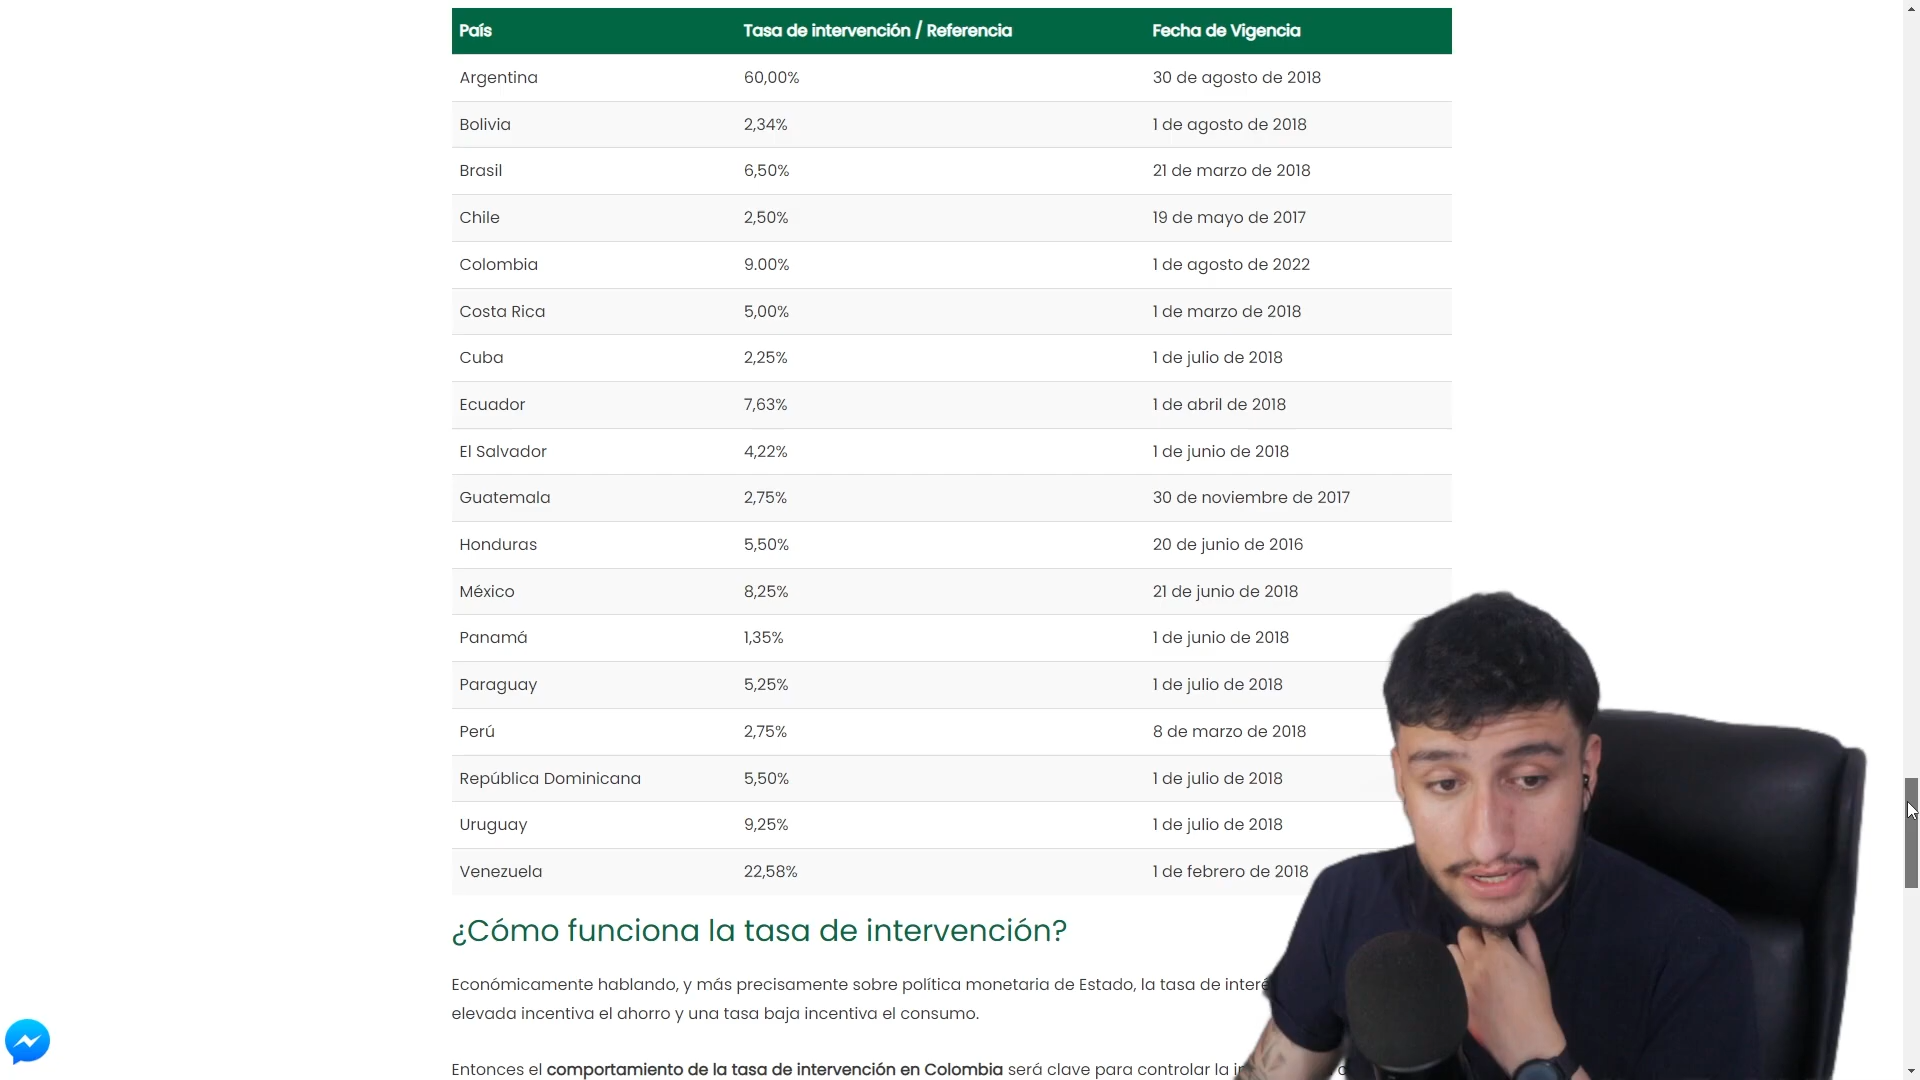 País Tasa de intervención / Referencia Fecha de Vigencia
Argentina 60,00% 30 de agosto de 2018
Bolivia 2,34% 1 de agosto de 2018
Brasil 6,50% 21 de marzo de 2018
Chile 2,50% 19 de mayo de 2017
Colombia 9.00% 1 de agosto de 2022
Costa Rica 5,00% 1 de marzo de 2018
Cuba 2,25% 1 de julio de 2018
Ecuador 7,63% 1 de abril de 2018
El Salvador 4,22% 1 de junio de 2018
Guatemala 2,75% 30 de noviembre de 2017
Honduras 5,50% 20 de junio de 2016
México 8,25% 21 de junio de 2018
Panamá 1,35% 1 de junio de 2018
Paraguay 5,25% 1 de julio de 2018
Perú 2,75% 8 de marzo de 2018
República Dominicana 5,50% 1 de julio de 2018
Uruguay 9,25% 1 de julio de 2018
Venezuela 22,58% 1 de febrero de 2018
¿Cómo funciona la tasa de intervención?
Económicamente hablando, y más precisamente sobre política monetaria de Estado, la tasa de
elevada incentiva el ahorro y una tasa baja incentiva el consumo.
Entonces el comportamiento de la tasa de intervención en Colombia será clave para controlar la